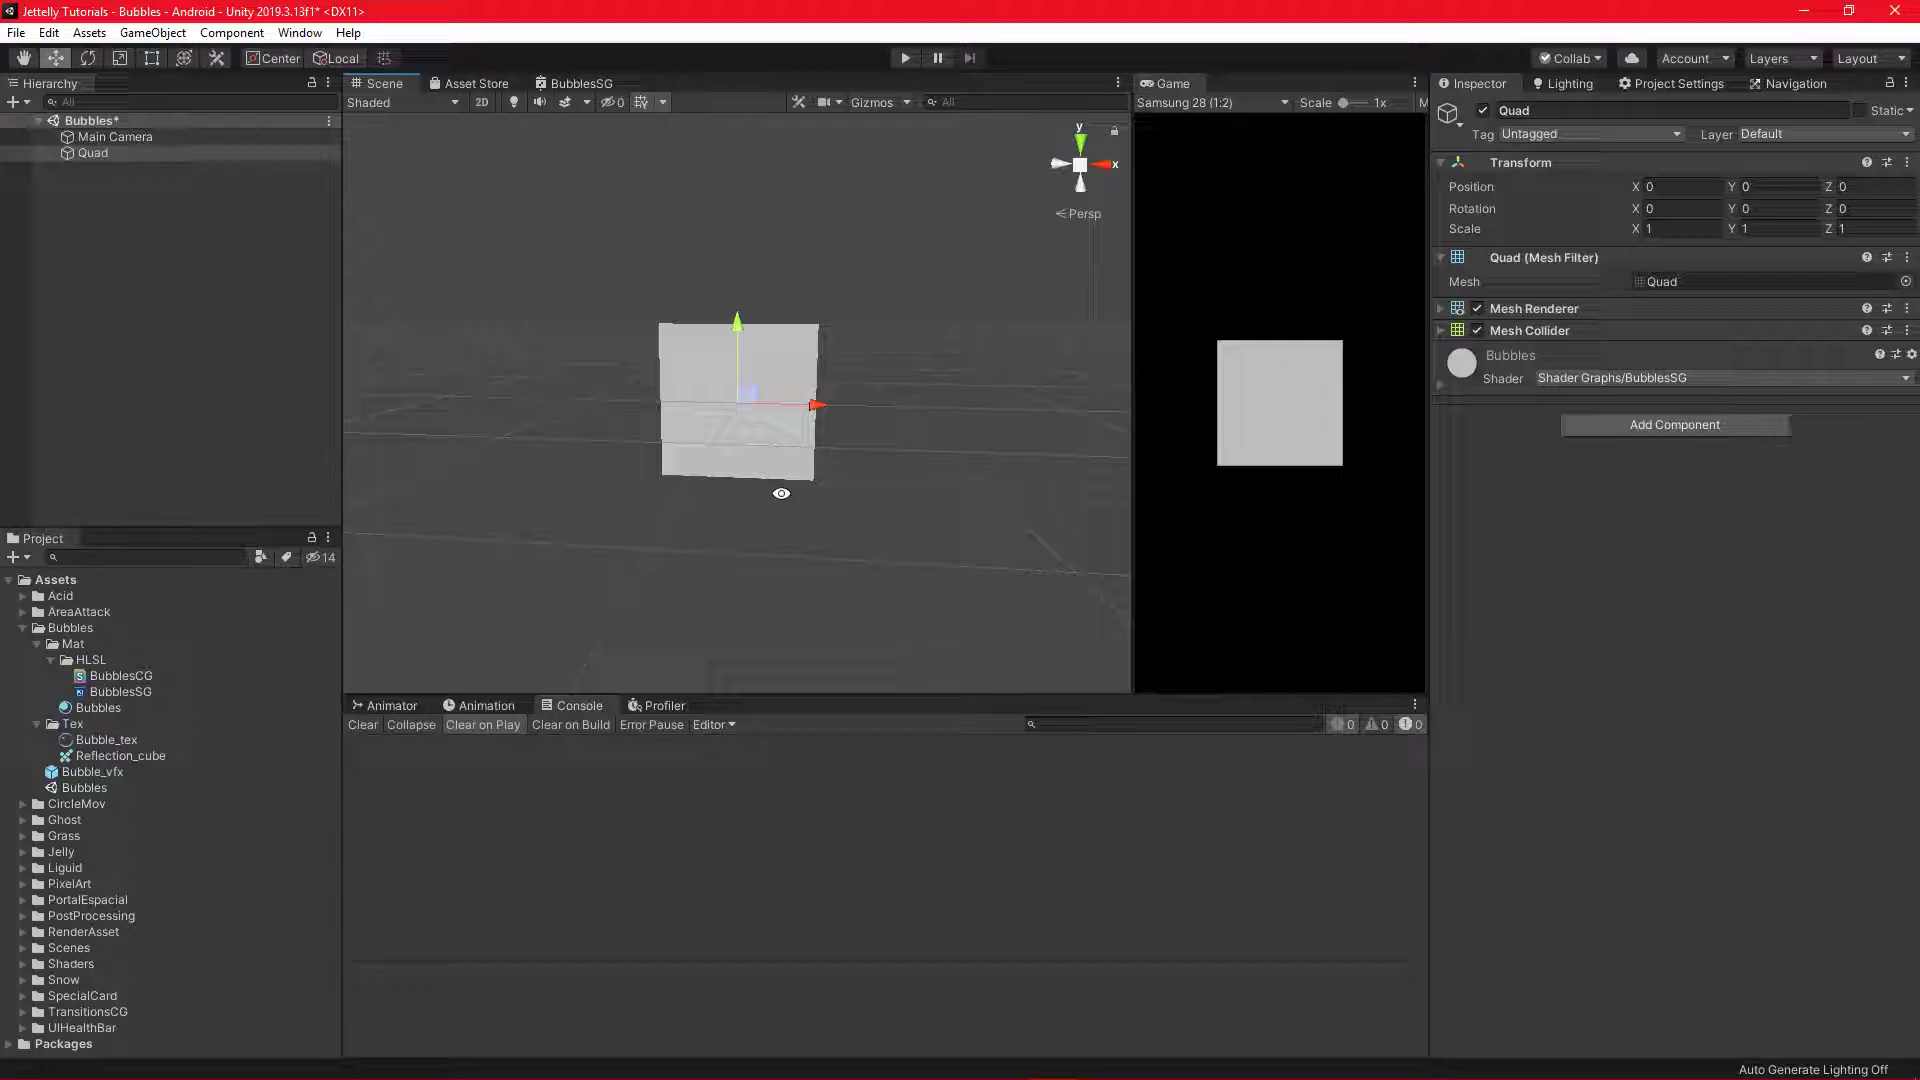 Jettelly Tutorials - Bubbles - Android - Unity 2019.3.13f1* <DX11>
File Edit Assets GameObject Component Window Help
Center Local Collab Account Layers Layout
Hierarchy
All
Bubbles*
Main Camera
Quad
Scene Asset Store BubblesSG
Shaded 2D 0 Gizmos All
y
x
Persp
Game
Samsung 28 (1:2) Scale 1x M
Inspector Lighting Project Settings Navigation
Quad Static
Tag Untagged Layer Default
Transform
Position X 0 Y 0 Z 0
Rotation X 0 Y 0 Z 0
Scale X 1 Y 1 Z 1
Quad (Mesh Filter)
Mesh Quad
Mesh Renderer
Mesh Collider
Bubbles
Shader Shader Graphs/BubblesSG
Add Component
Project
14
Assets
Acid
AreaAttack
Bubbles
Mat
HLSL
BubblesCG
BubblesSG
Bubbles
Tex
Bubble_tex
Reflection_cube
Bubble_vfx
Bubbles
CircleMov
Ghost
Grass
Jelly
Liguid
PixelArt
PortalEspacial
PostProcessing
RenderAsset
Scenes
Shaders
Snow
SpecialCard
TransitionsCG
UIHealthBar
Packages
Animator Animation Console Profiler
Clear Collapse Clear on Play Clear on Build Error Pause Editor 0 0 0
Auto Generate Lighting Off